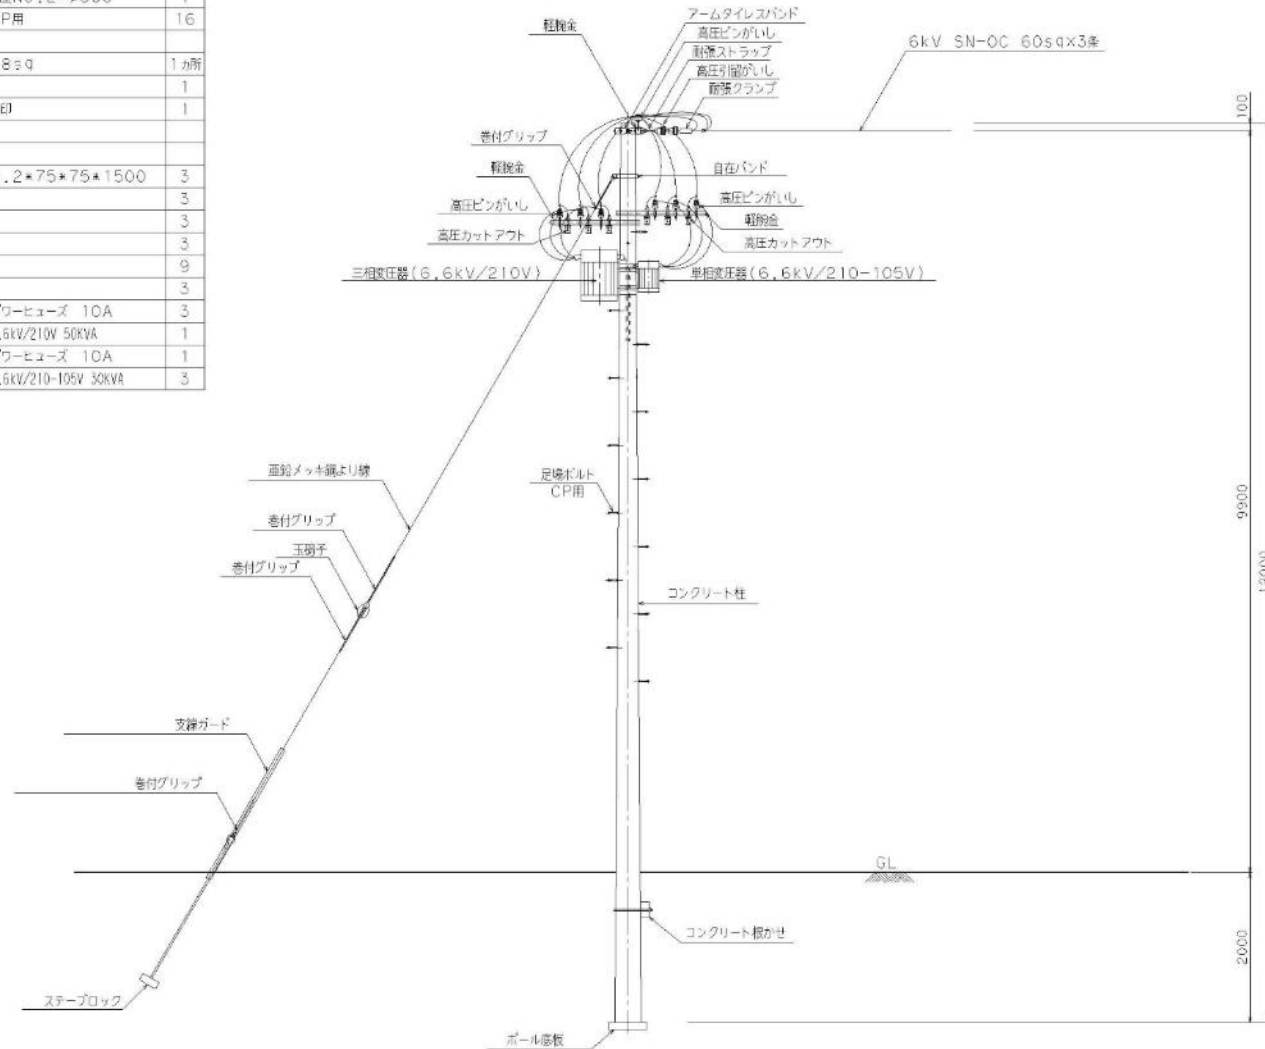 P用 16
8sq 1カ所
1
印 1
.2*75*75*1500 3
3
3
3
9
3
パワーヒューズ 10A 3
.6kV/210V 50KVA 1
パワーヒューズ 10A 1
.6kV/210-105V 30KVA 3
軽腕金
アームタイレスバンド
高圧ピンがいし
耐張ストラップ
高圧引留がいし
耐張クランプ
6kV SN-OC 60sq×3条
100
巻付グリップ
軽腕金
自在バンド
高圧ピンがいし
高圧ピンがいし
軽腕金
高圧カットアウト
高圧カットアウト
三相変圧器(6.6kV/210V)
単相変圧器(6.6kV/210-105V)
亜鉛メッキ鋼より線
足場ボルト
CP用
9900
巻付グリップ
玉碍子
巻付グリップ
コンクリート柱
支線ガード
巻付グリップ
GL
コンクリート根かせ
2000
ステーブロック
ポール底板